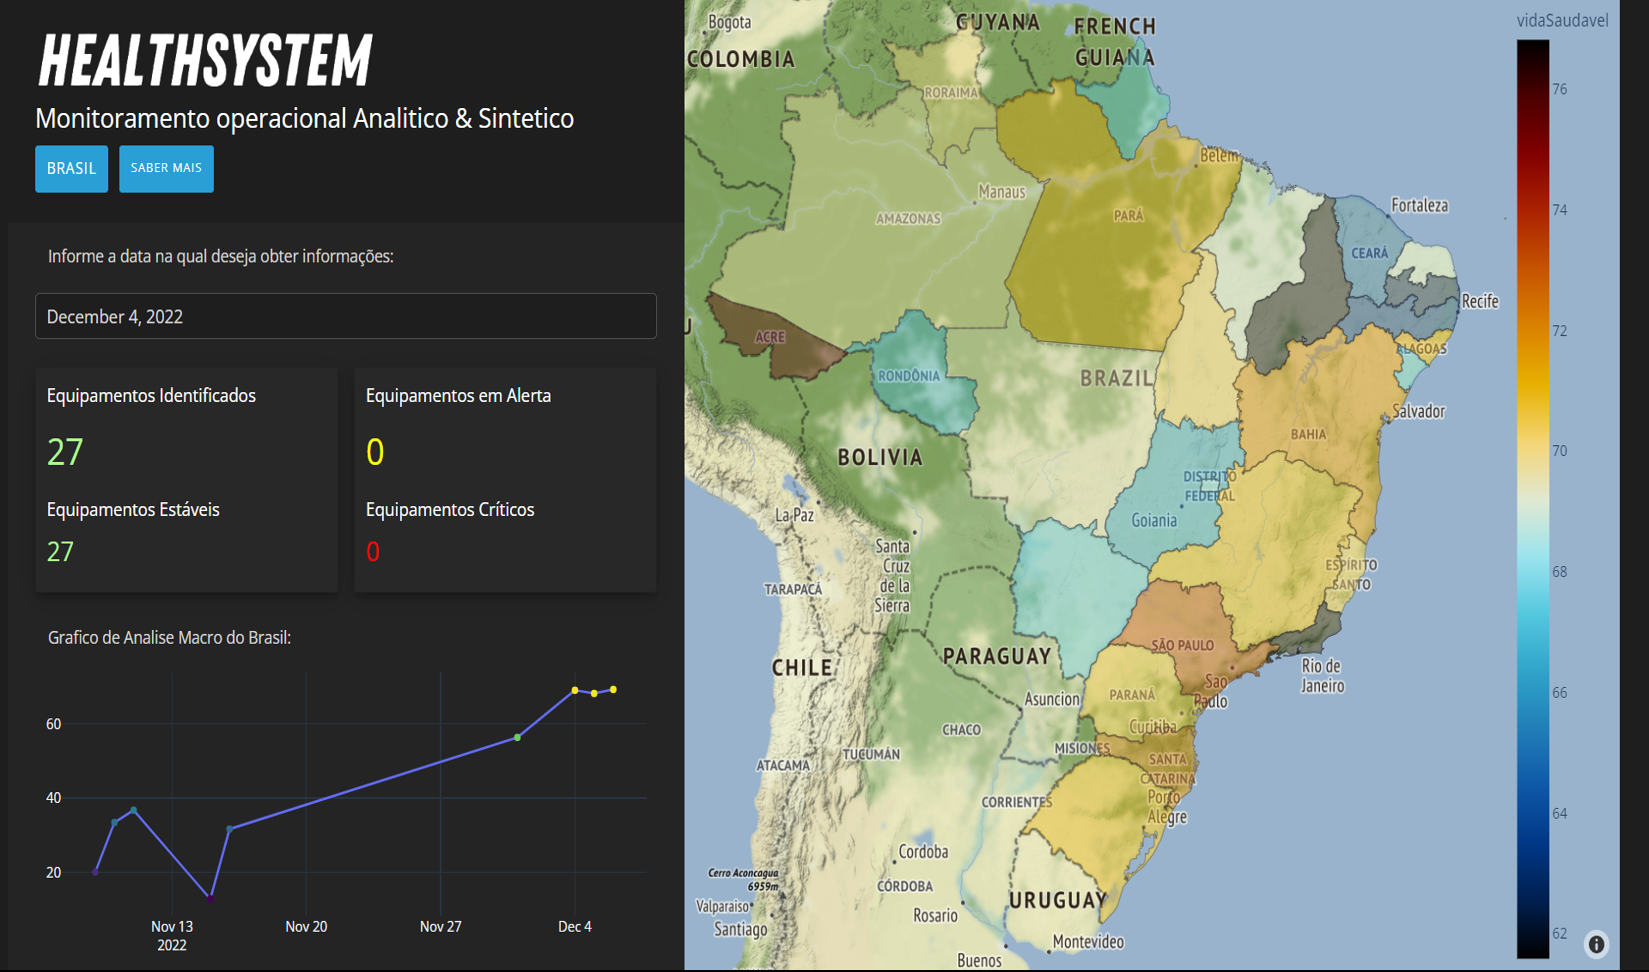 HEALTHSYSTEM
Monitoramento operacional Analitico & Sintetico
BRASIL
SABER MAIS
Informe a data na qual deseja obter informações:
December 4, 2022
Equipamentos Identificados
27
Equipamentos em Alerta
0
Equipamentos Estáveis
27
Equipamentos Críticos
0
Grafico de Analise Macro do Brasil:
60
40
20
Nov 13
2022
Nov 20
Nov 27
Dec 4
Bogota
COLOMBIA
GUYANA
FRENCH
GUIANA
RORAIMA
Belém
Manaus
AMAZONAS
PARÁ
Fortaleza
CEARÁ
Recife
U
ACRE
RONDÔNIA
BRAZIL
ALAGOAS
Salvador
BAHIA
BOLIVIA
DISTRITO
FEDERAL
Goiania
La Paz
Santa
Cruz
de la
Sierra
ESPÍRITO
SANTO
TARAPACÁ
SÃO PAULO
PARAGUAY
CHILE
Rio de
Janeiro
Sao
Paulo
Asuncion
PARANÁ
CHACO
Curitiba
MISIONES
TUCUMÁN
ATACAMA
SANTA
CATARINA
CORRIENTES
Porto
Alegre
Cordoba
Cerro Aconcagua
6959m
CÓRDOBA
Valparaiso
Rosario
URUGUAY
Santiago
Montevideo
Buenos
vidaSaudavel
76
74
72
70
68
66
64
62
i